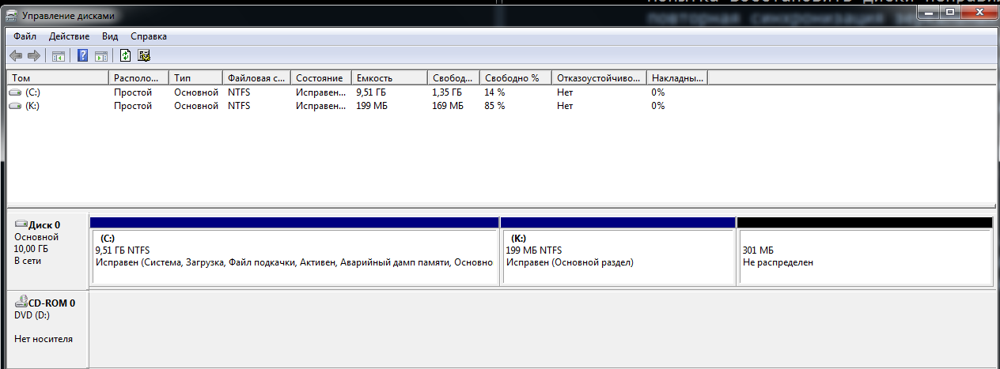 попытка восстановить диски
повторная синхронизация
Управление дисками
Файл Действие Вид Справка
Том Располо... Тип Файловая с... Состояние Емкость Свобод... Свободно % Отказоустойчиво... Накладны...
(C:) Простой Основной NTFS Исправен... 9,51 ГБ 1,35 ГБ 14 % Нет 0%
(K:) Простой Основной NTFS Исправен... 199 МБ 169 МБ 85 % Нет 0%
Диск 0
Основной
10,00 ГБ
В сети
(C:)
9,51 ГБ NTFS
Исправен (Система, Загрузка, Файл подкачки, Активен, Аварийный дамп памяти, Основно
(K:)
199 МБ NTFS
Исправен (Основной раздел)
301 МБ
Не распределен
CD-ROM 0
DVD (D:)
Нет носителя